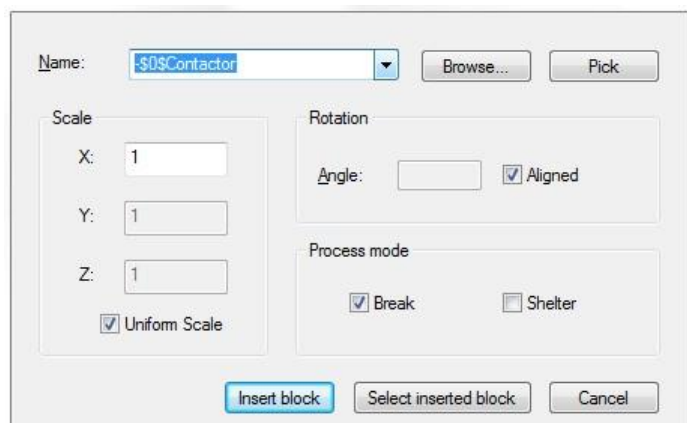 Name: -$0$Contactor Browse... Pick
Scale
X: 1
Y: 1
Z: 1
Uniform Scale
Rotation
Angle: Aligned
Process mode
Break Shelter
Insert block Select inserted block Cancel